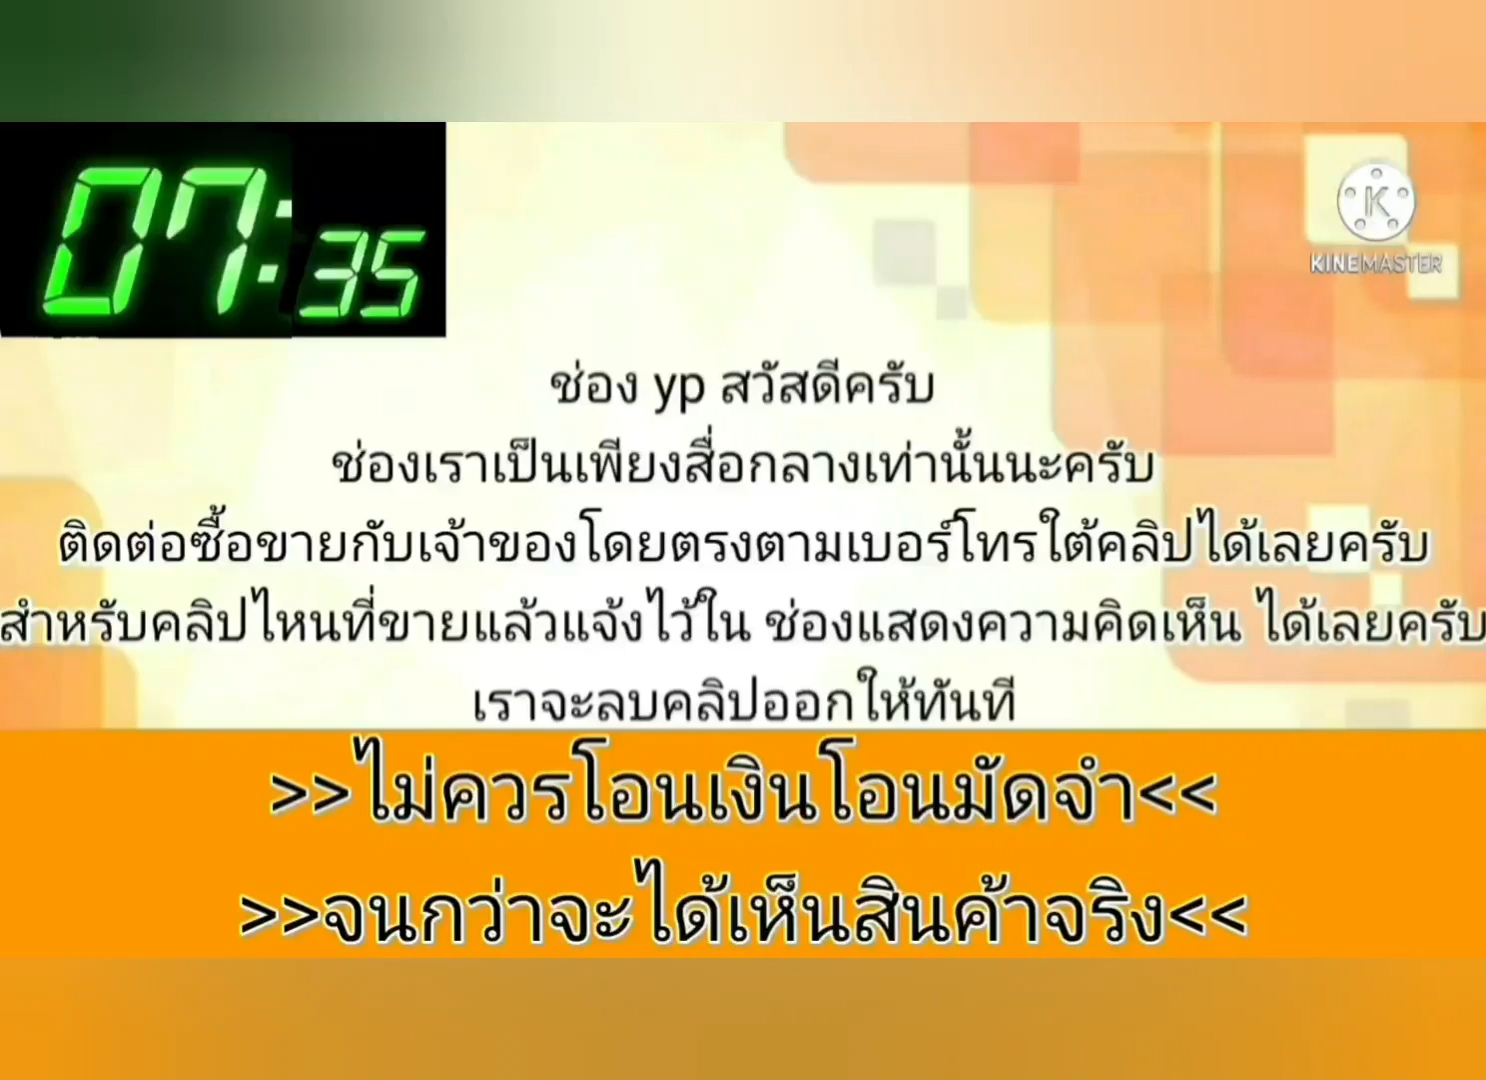 07:35
KINEMASTER
ช่อง yp สวัสดีครับ
ช่องเราเป็นเพียงสื่อกลางเท่านั้นนะครับ
ติดต่อซื้อขายกับเจ้าของโดยตรงตามเบอร์โทรใต้คลิปได้เลยครับ
สำหรับคลิปไหนที่ขายแล้วแจ้งไว้ใน ช่องแสดงความคิดเห็น ได้เลยครับ
เราจะลบคลิปออกให้ทันที
>>ไม่ควรโอนเงินโอนมัดจำ<<
>>จนกว่าจะได้เห็นสินค้าจริง<<